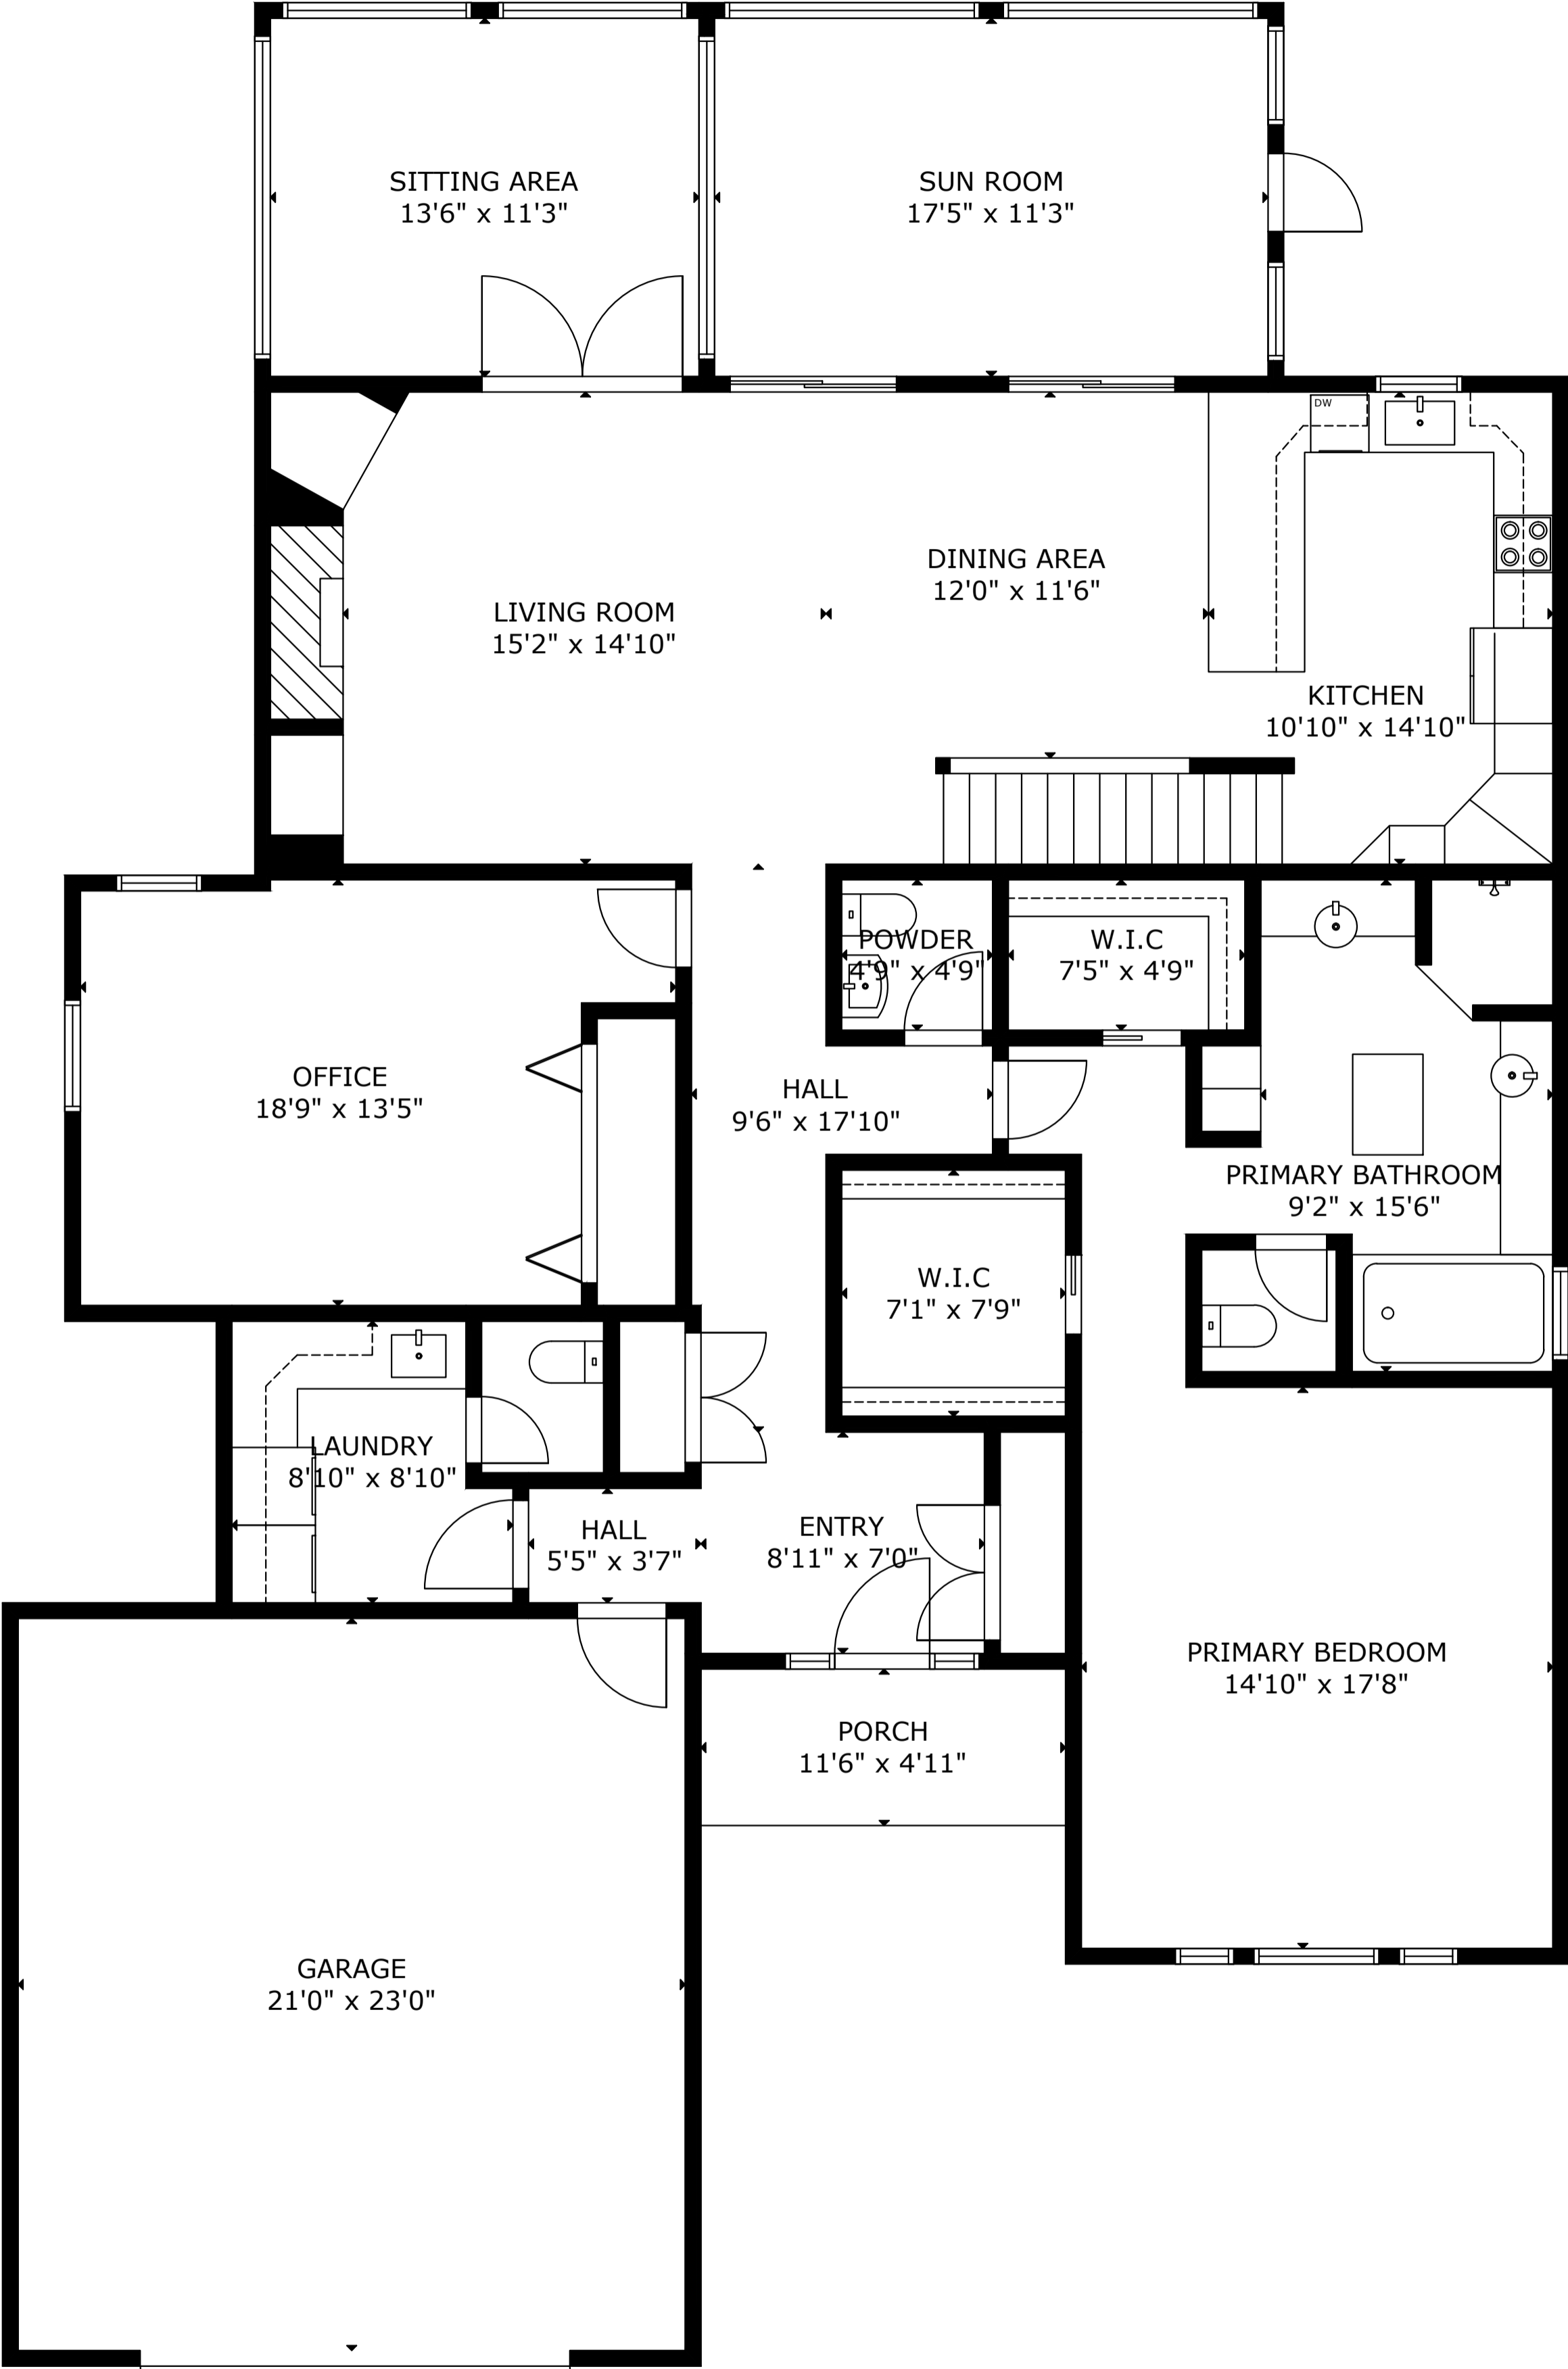 SITTING AREA
13'6" x 11'3"
SUN ROOM
17'5" x 11'3"
DW
DINING AREA
12'0" x 11'6"
LIVING ROOM
15'2" x 14'10"
KITCHEN
10'10" x 14'10"
POWDER
4'9" x 4'9"
W.I.C
7'5" x 4'9"
OFFICE
18'9" x 13'5"
HALL
9'6" x 17'10"
PRIMARY BATHROOM
9'2" x 15'6"
W.I.C
7'1" x 7'9"
LAUNDRY
8'10" x 8'10"
HALL
5'5" x 3'7"
ENTRY
8'11" x 7'0"
PRIMARY BEDROOM
14'10" x 17'8"
PORCH
11'6" x 4'11"
GARAGE
21'0" x 23'0"